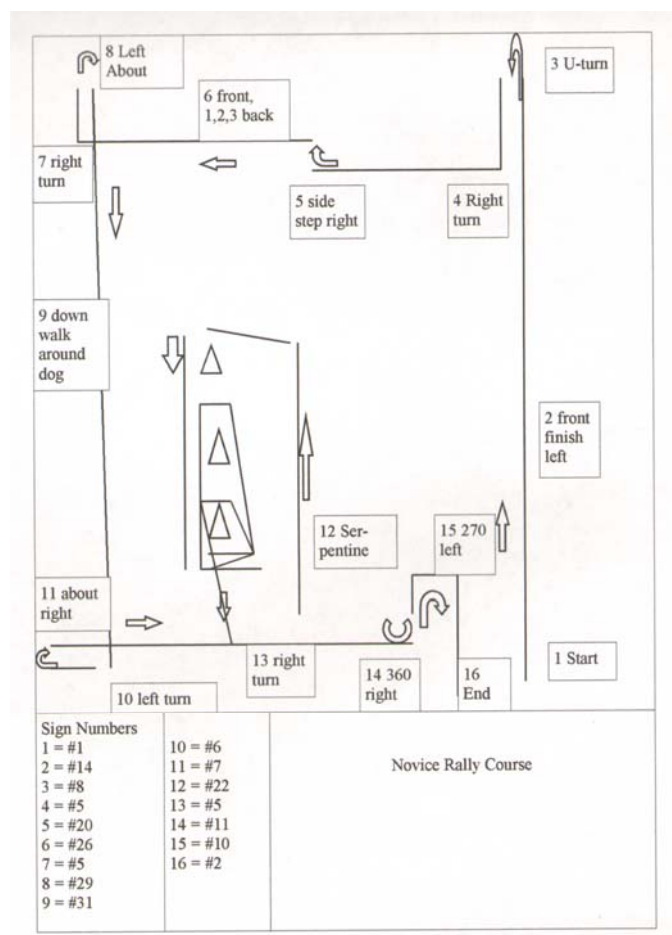 8 Left
About
3 U-turn
6 front,
1,2,3 back
7 right
turn
5 side
step right
4 Right
turn
9 down
walk
around
dog
2 front
finish
left
12 Ser-
pentine
15 270
left
11 about
right
13 right
turn
14 360
right
16
End
1 Start
10 left turn
Sign Numbers
1 = #1
2 = #14
3 = #8
4 = #5
5 = #20
6 = #26
7 = #5
8 = #29
9 = #31
10 = #6
11 = #7
12 = #22
13 = #5
14 = #11
15 = #10
16 = #2
Novice Rally Course